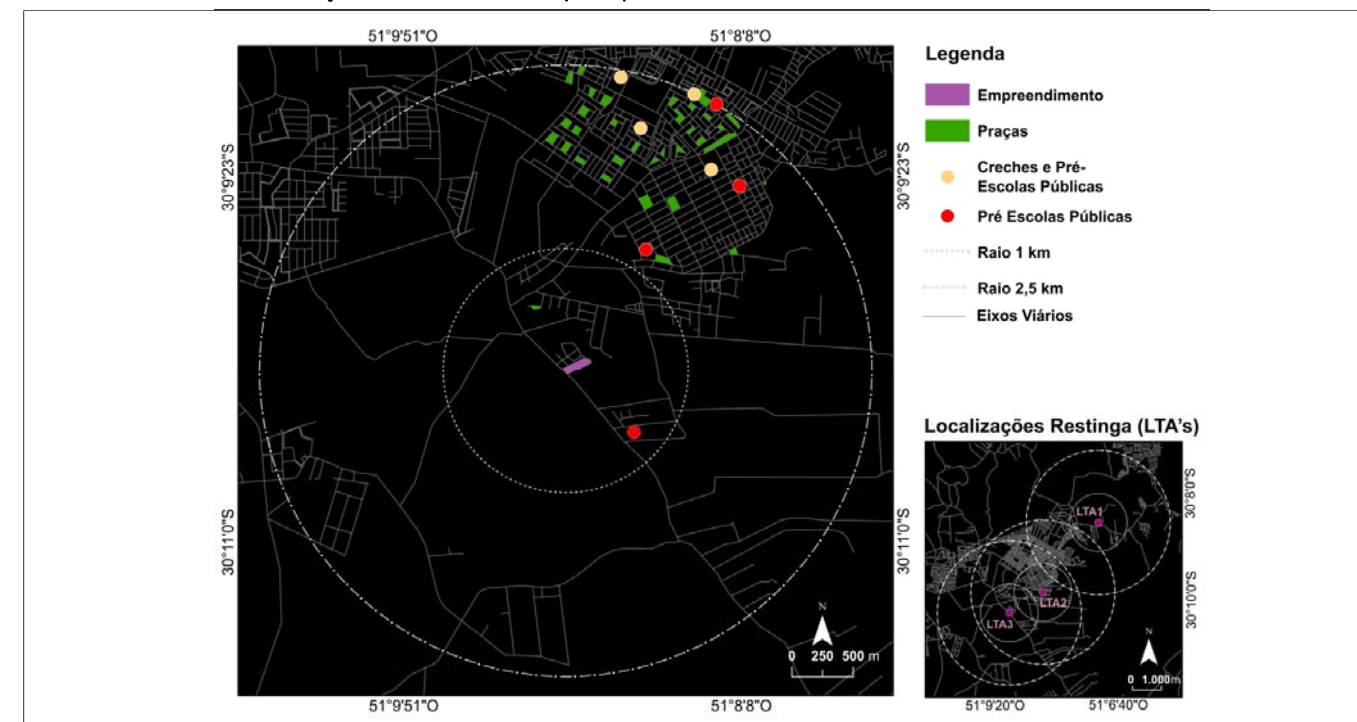 51°9'51"O
51°8'8"O
30°9'23"S
30°9'23"S
30°11'0"S
30°11'0"S
N
0 250 500 m
51°9'51"O
51°8'8"O
Legenda
Empreendimento
Praças
Creches e Pré-
Escolas Públicas
Pré Escolas Públicas
Raio 1 km
Raio 2,5 km
Eixos Viários
Localizações Restinga (LTA's)
LTA1
LTA2
LTA3
30°8'0"S
30°10'0"S
N
0 1.000m
51°9'20"O
51°6'40"O